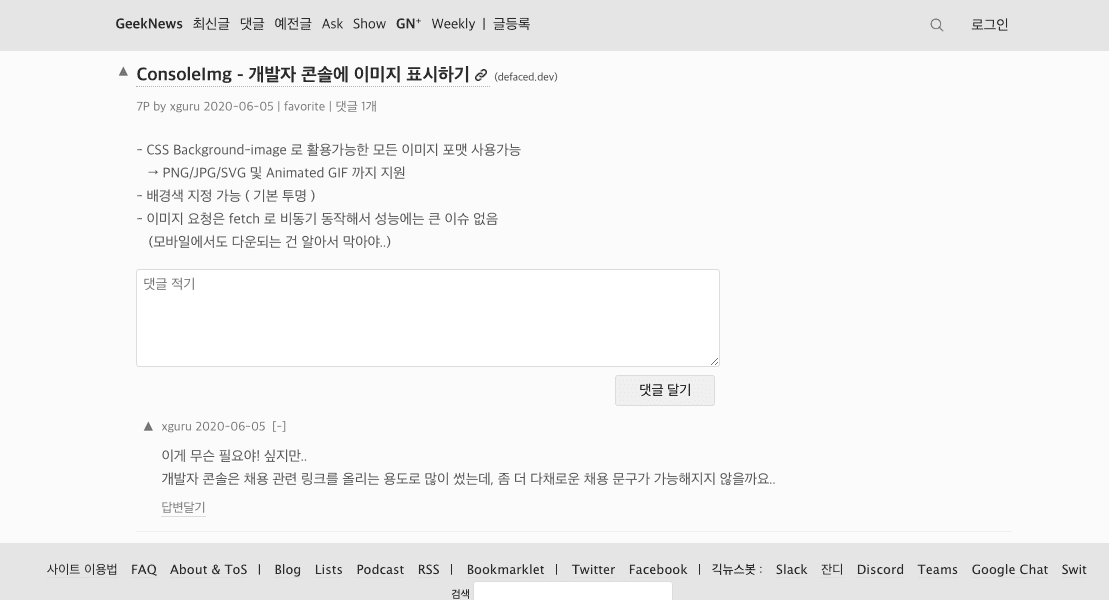 GeekNews 최신글 댓글 예전글 Ask Show GN⁺ Weekly | 글등록 로그인
▲ ConsoleImg - 개발자 콘솔에 이미지 표시하기 (defaced.dev)
7P by xguru 2020-06-05 | favorite | 댓글 1개
- CSS Background-image 로 활용가능한 모든 이미지 포맷 사용가능
→ PNG/JPG/SVG 및 Animated GIF 까지 지원
- 배경색 지정 가능 ( 기본 투명 )
- 이미지 요청은 fetch 로 비동기 동작해서 성능에는 큰 이슈 없음
(모바일에서도 다운되는 건 알아서 막아야..)
댓글 적기
댓글 달기
▲ xguru 2020-06-05 [-]
이게 무슨 필요야! 싶지만..
개발자 콘솔은 채용 관련 링크를 올리는 용도로 많이 썼는데, 좀 더 다채로운 채용 문구가 가능해지지 않을까요..
답변달기
사이트 이용법 FAQ About & ToS | Blog Lists Podcast RSS | Bookmarklet | Twitter Facebook | 긱뉴스봇 : Slack 잔디 Discord Teams Google Chat Swit
검색